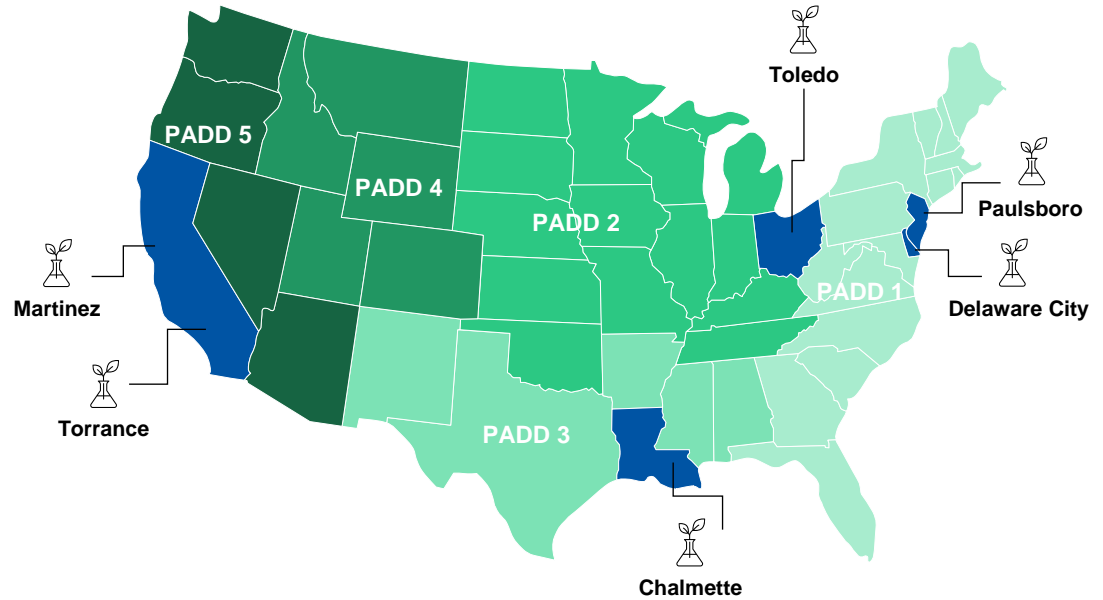 Toledo
PADD 5
PADD 4
Paulsboro
PADD 2
PADD 1
Martinez
Delaware City
Torrance
PADD 3
Chalmette